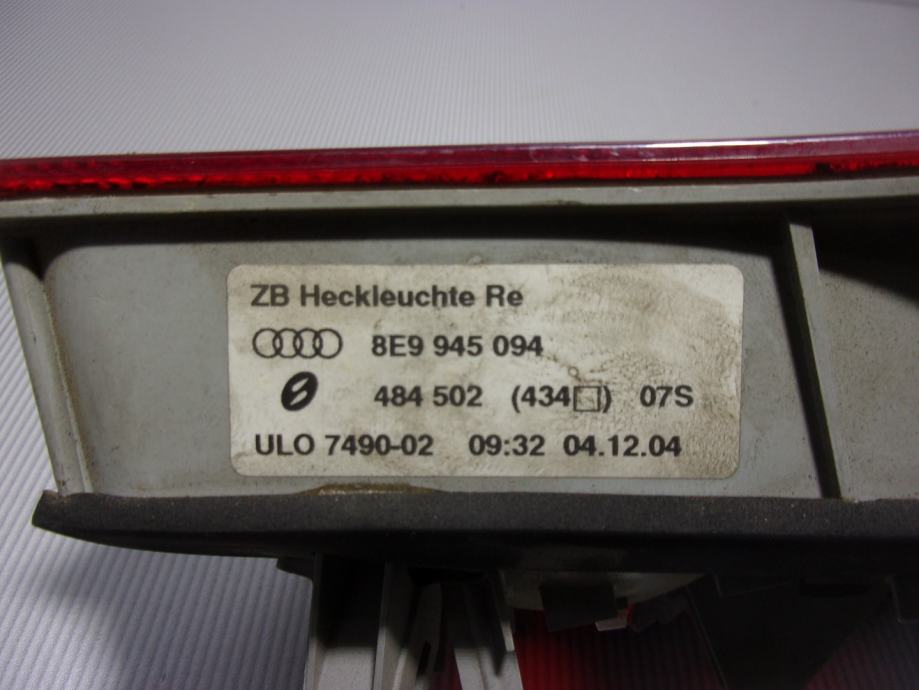 ZB Heckleuchte Re
8E9 945 094
484 502 (434□) 07S
ULO 7490-02 09:32 04.12.04